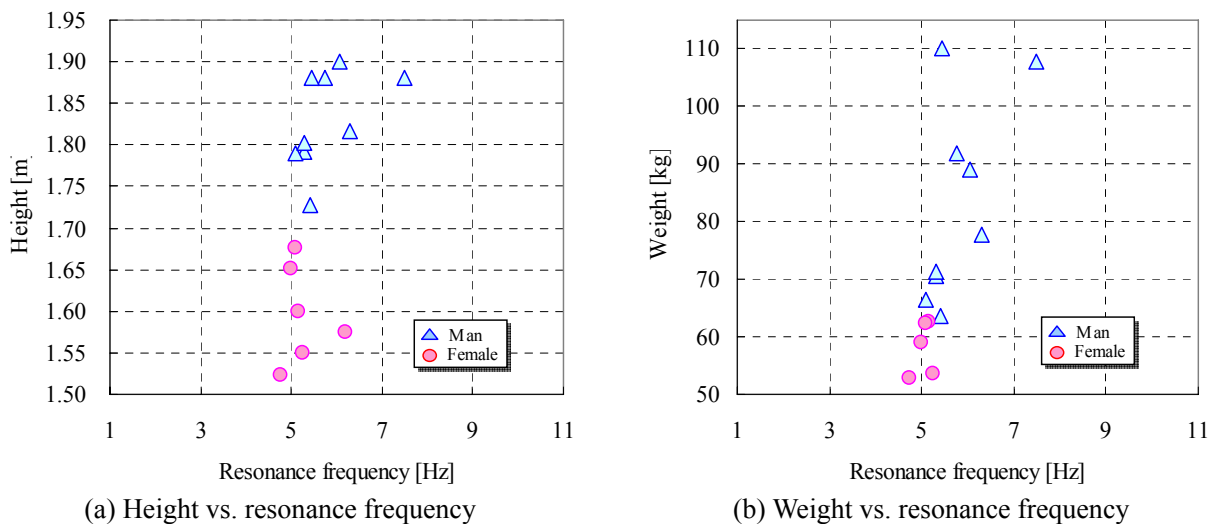 1.95
1.90
1.85
1.80
1.75
1.70
1.65
1.60
1.55
1.50
Height [m]
1 3 5 7 9 11
Resonance frequency [Hz]
Man
Female
(a) Height vs. resonance frequency
110
100
90
80
70
60
50
Weight [kg]
1 3 5 7 9 11
Resonance frequency [Hz]
Man
Female
(b) Weight vs. resonance frequency